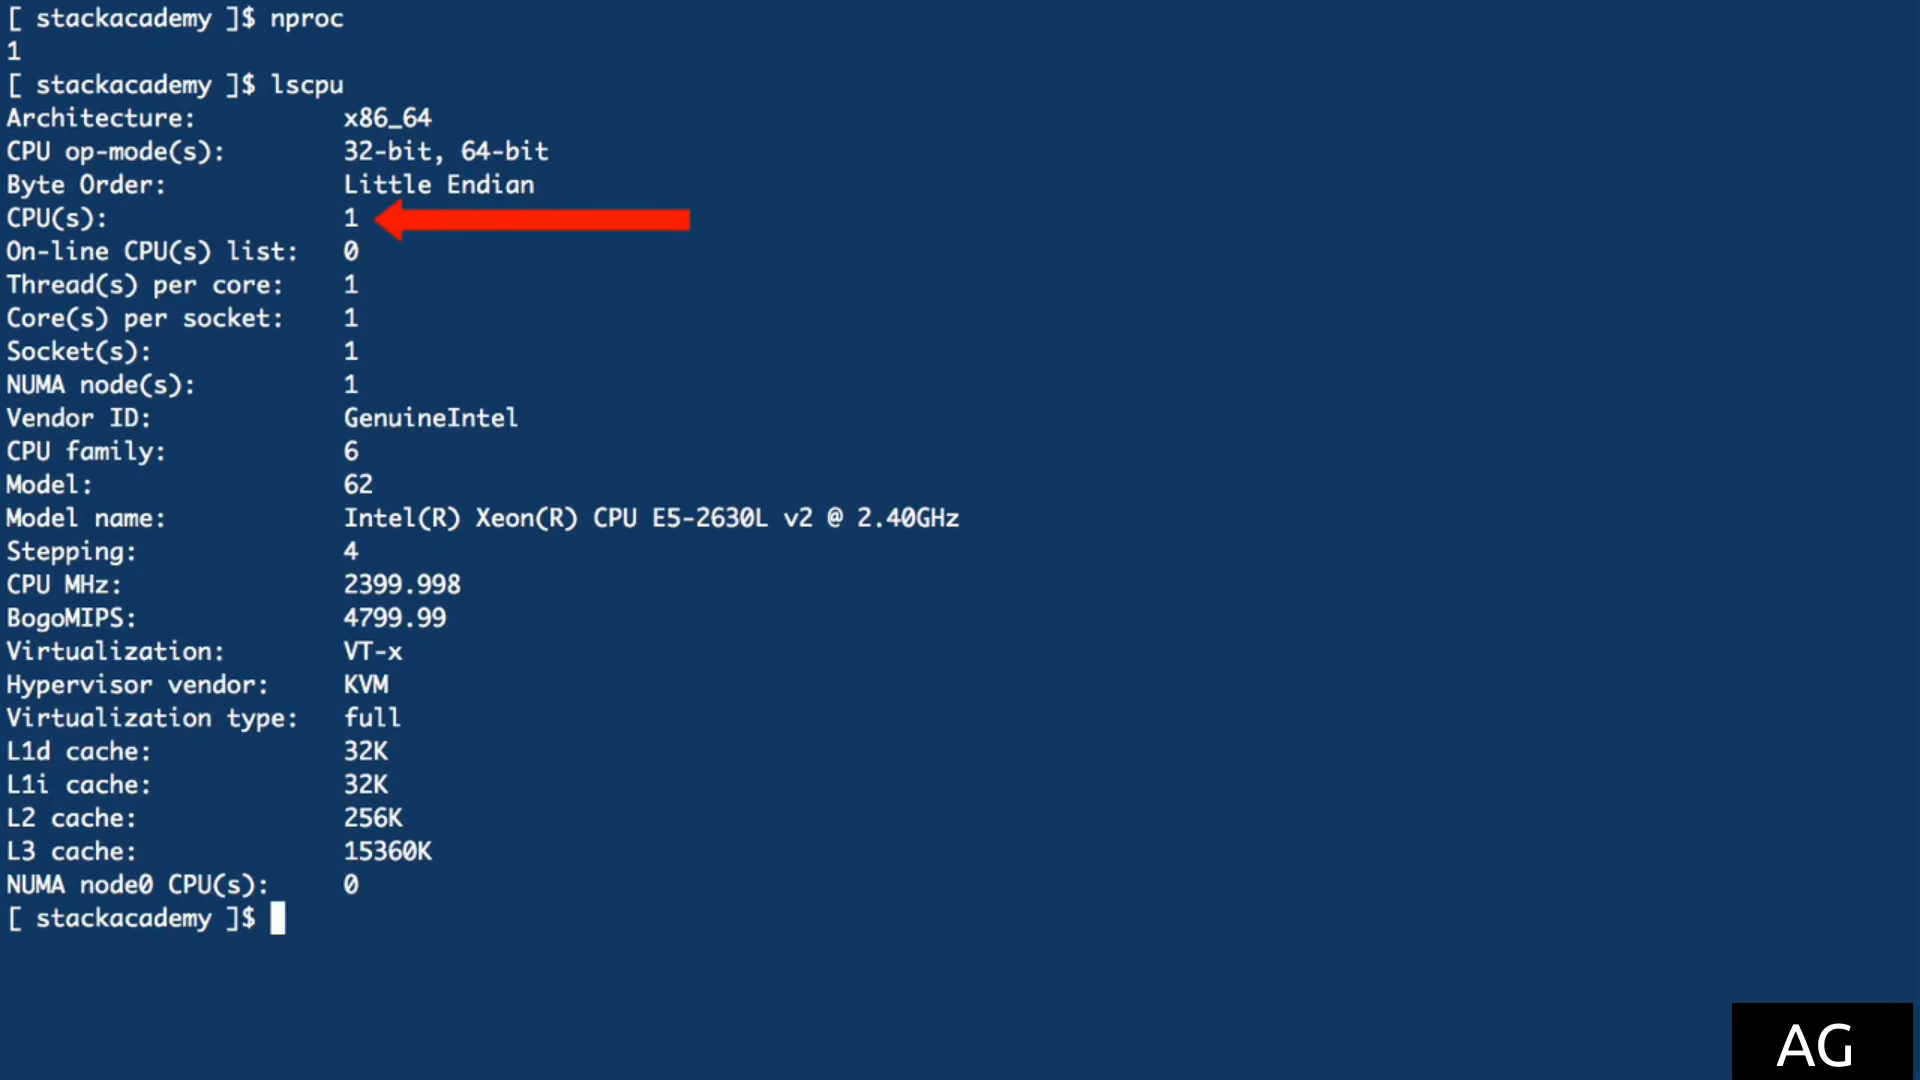 [ stackacademy ]$ nproc
1
[ stackacademy ]$ lscpu
Architecture: x86_64
CPU op-mode(s): 32-bit, 64-bit
Byte Order: Little Endian
CPU(s): 1
On-line CPU(s) list: 0
Thread(s) per core: 1
Core(s) per socket: 1
Socket(s): 1
NUMA node(s): 1
Vendor ID: GenuineIntel
CPU family: 6
Model: 62
Model name: Intel(R) Xeon(R) CPU E5-2630L v2 @ 2.40GHz
Stepping: 4
CPU MHz: 2399.998
BogoMIPS: 4799.99
Virtualization: VT-x
Hypervisor vendor: KVM
Virtualization type: full
L1d cache: 32K
L1i cache: 32K
L2 cache: 256K
L3 cache: 15360K
NUMA node0 CPU(s): 0
[ stackacademy ]$
AG